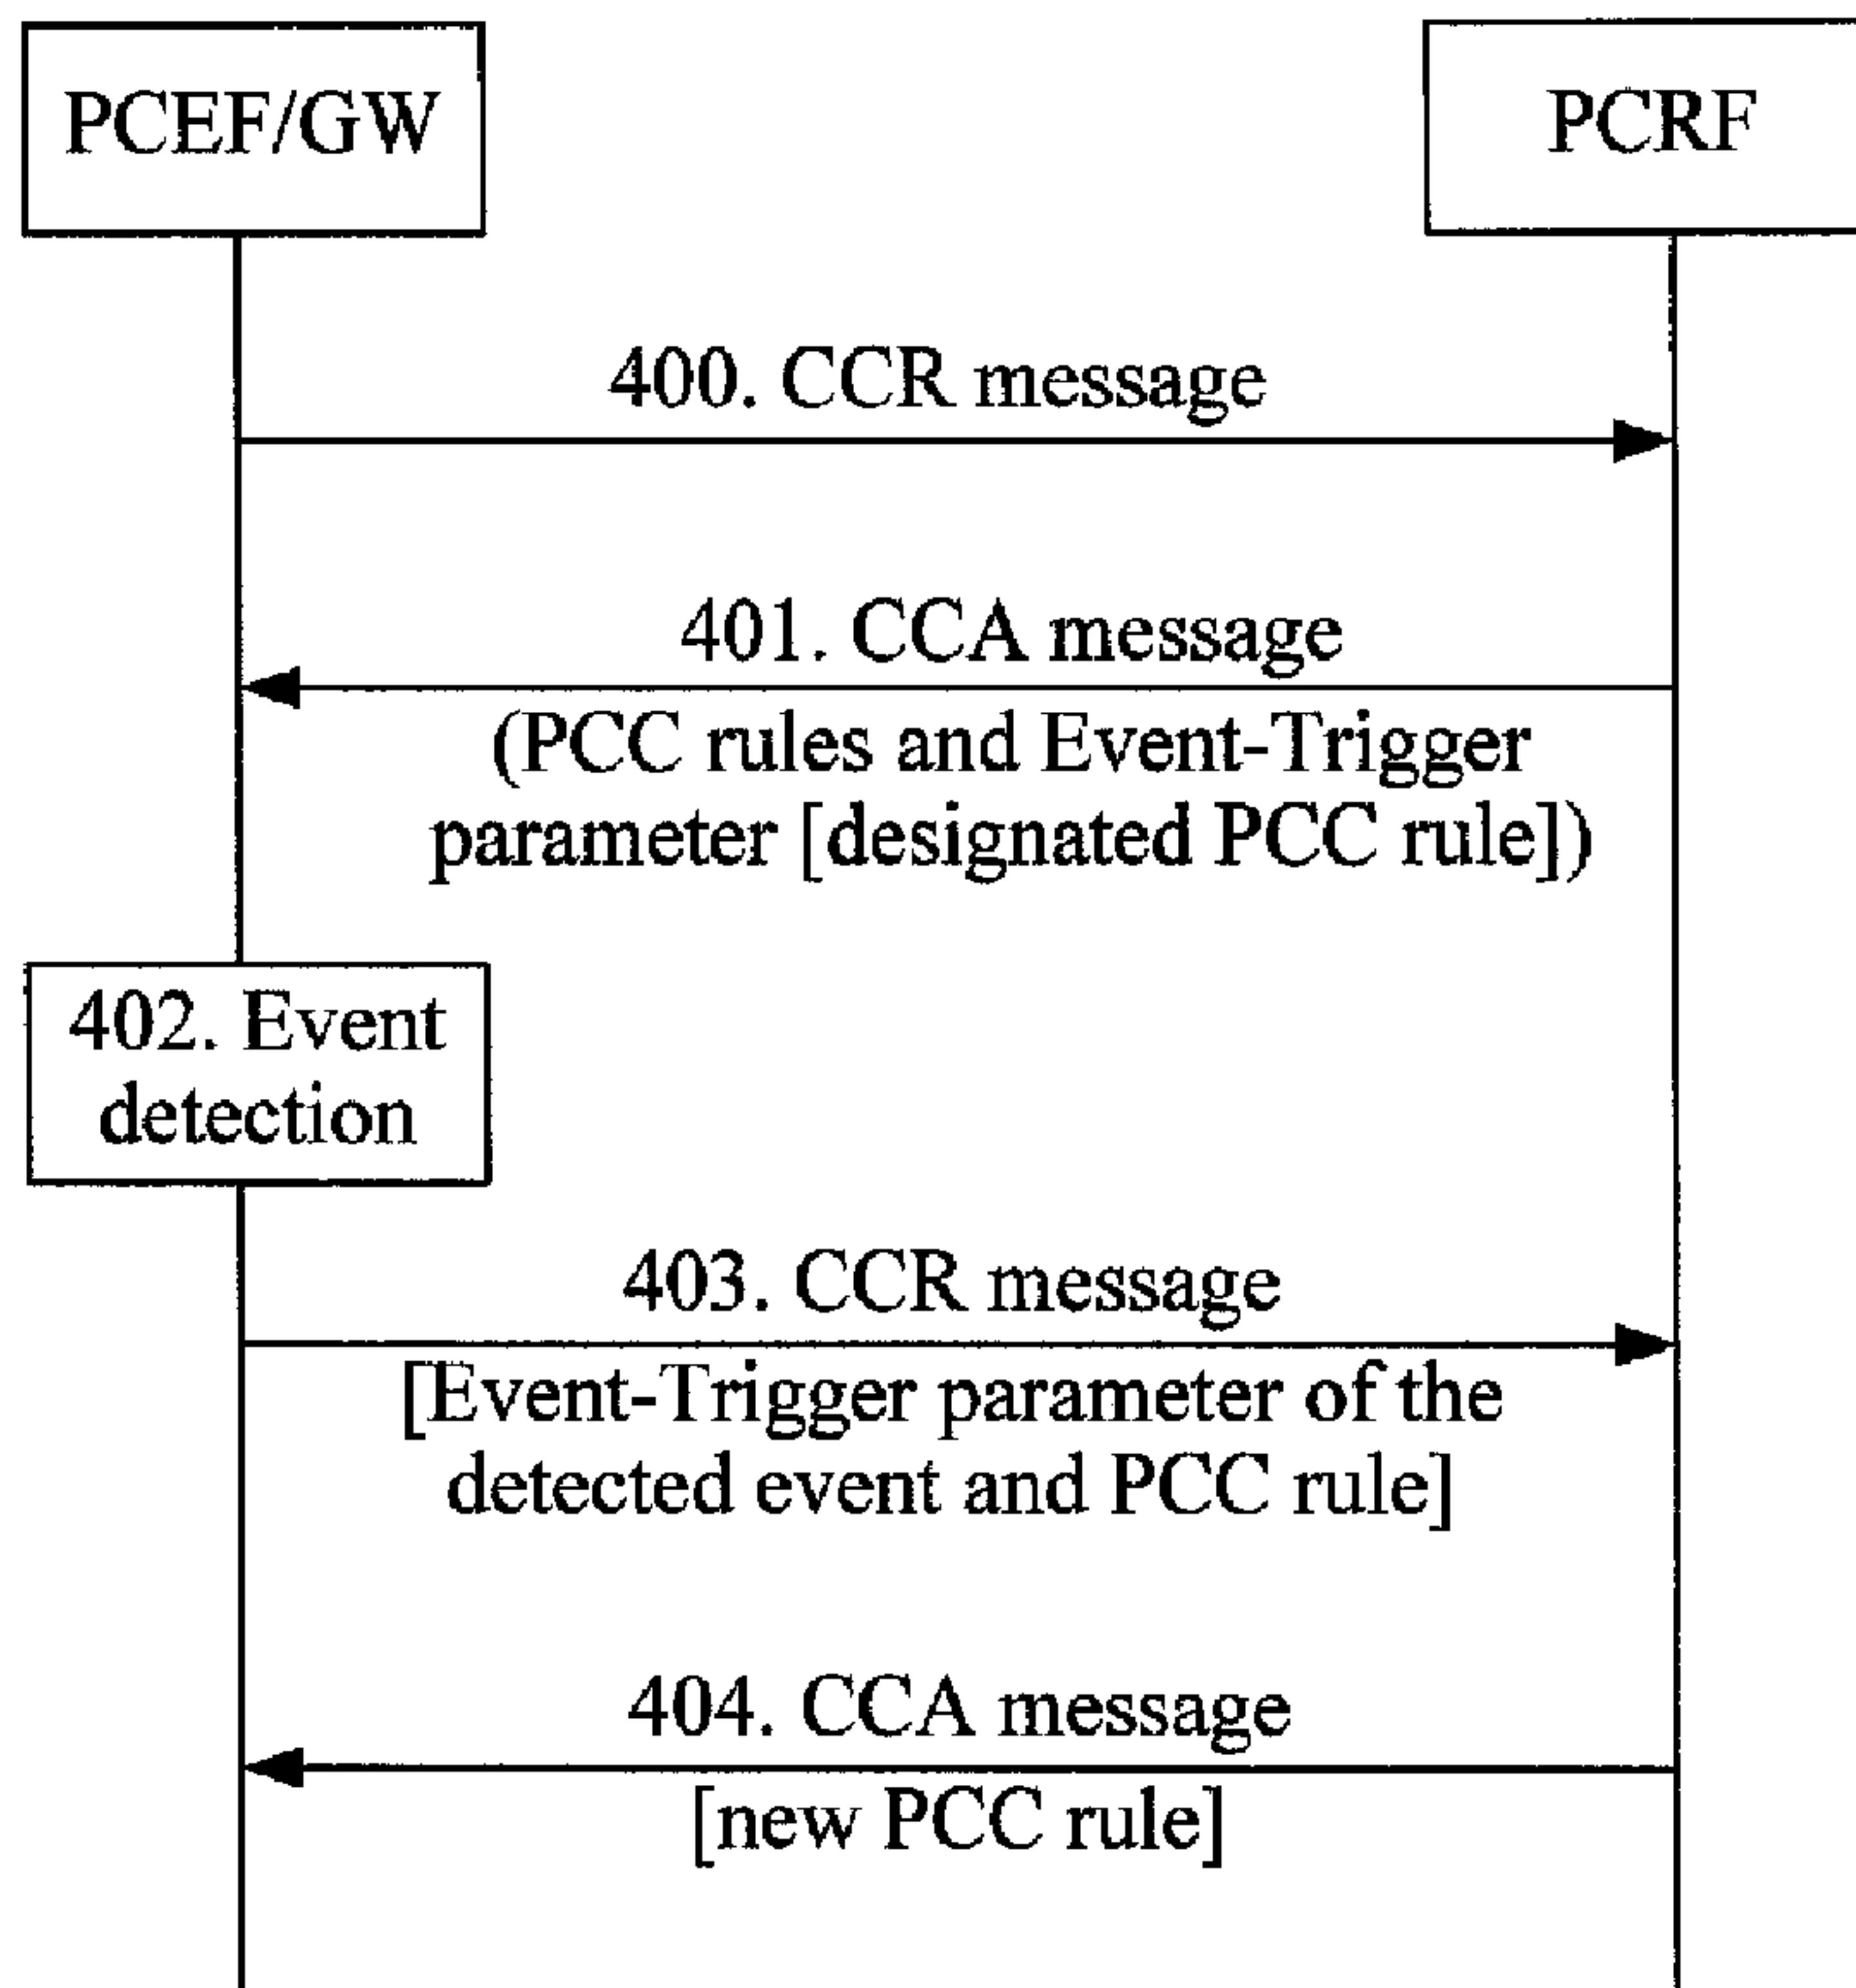 PCEF/GW
PCRF
400. CCR message
401. CCA message
(PCC rules and Event-Trigger
parameter [designated PCC rule])
402. Event
detection
403. CCR message
[Event-Trigger parameter of the
detected event and PCC rule]
404. CCA message
[new PCC rule]